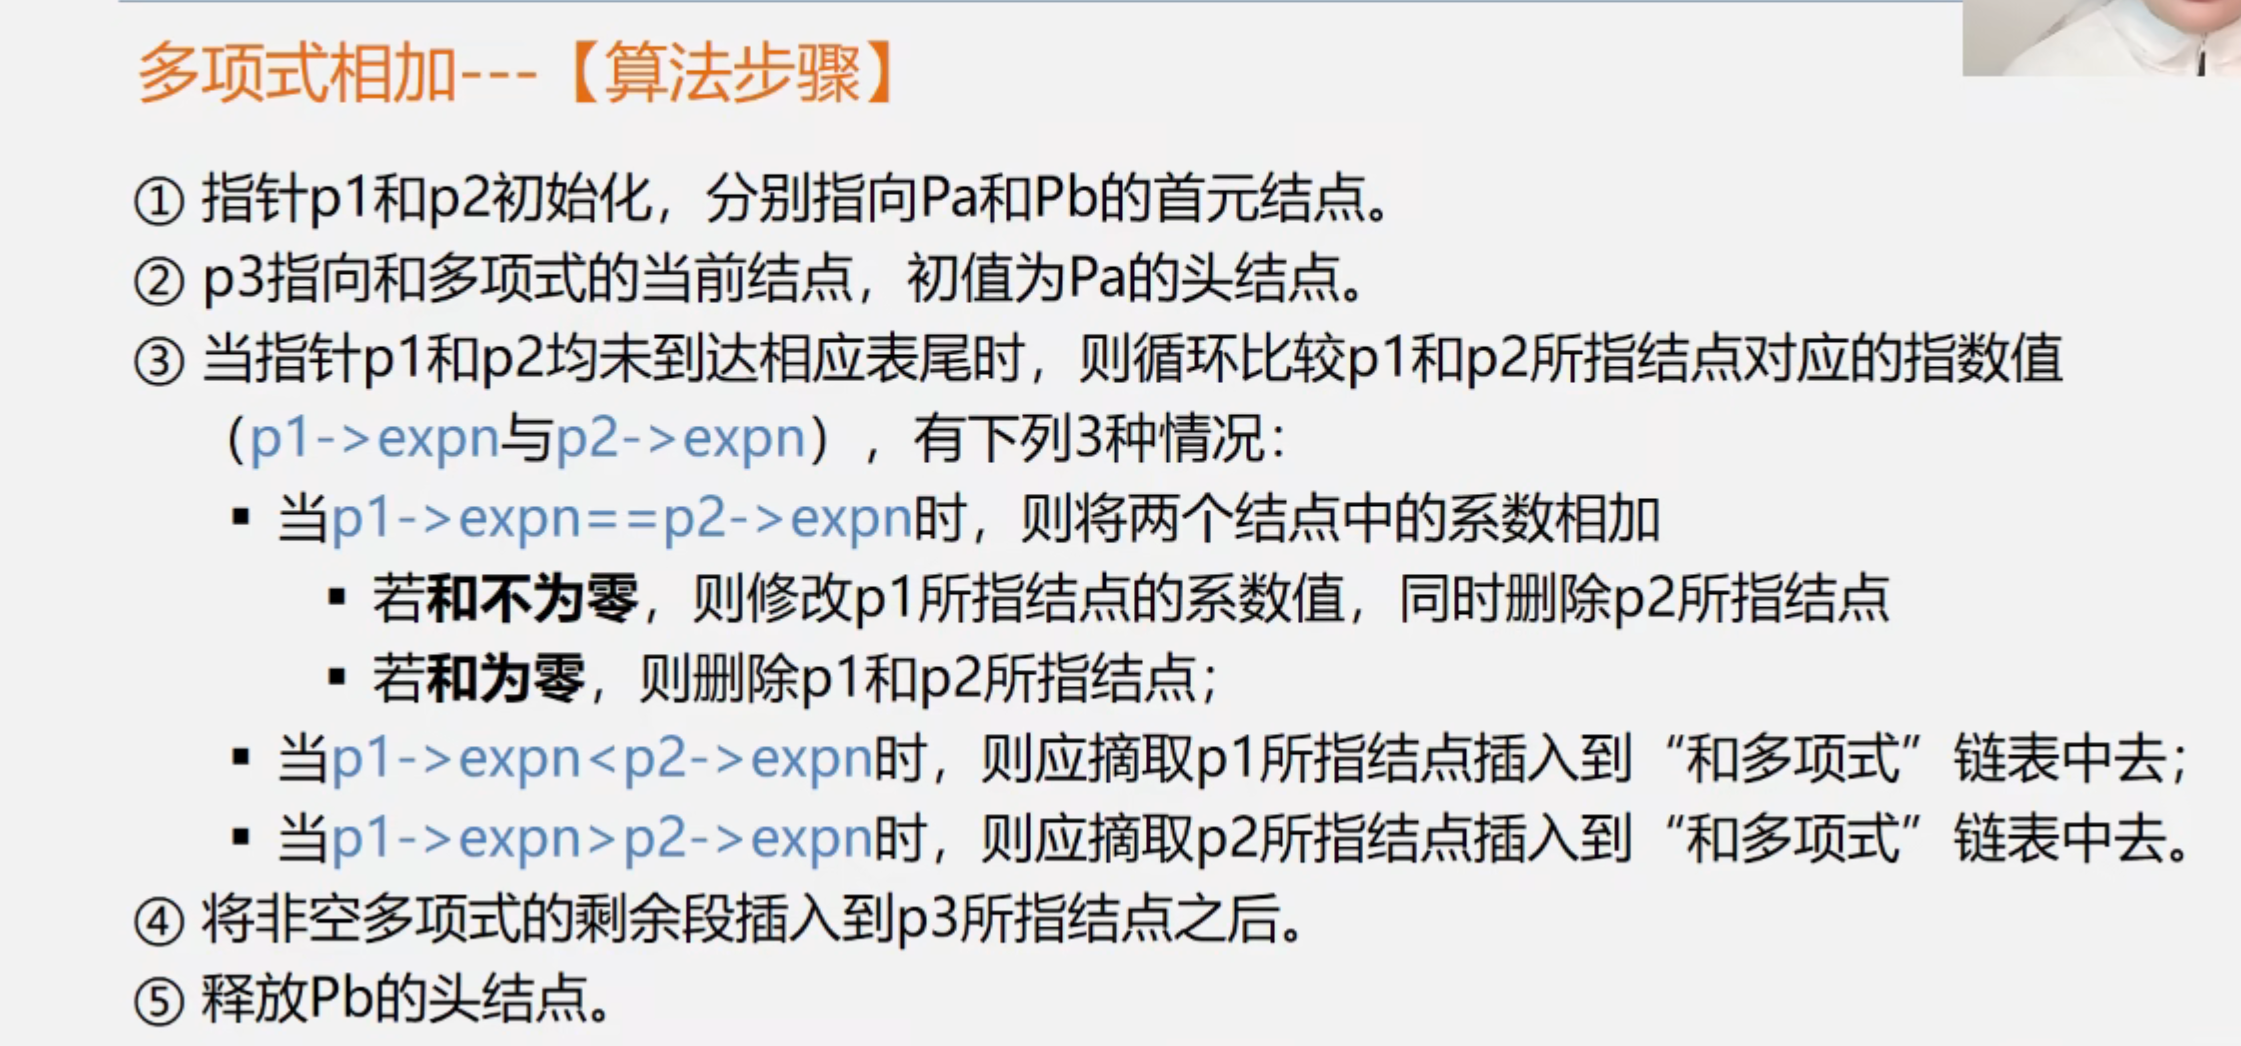 多项式相加---【算法步骤】
① 指针p1和p2初始化，分别指向Pa和Pb的首元结点。
② p3指向和多项式的当前结点，初值为Pa的头结点。
③ 当指针p1和p2均未到达相应表尾时，则循环比较p1和p2所指结点对应的指数值
（p1->expn与p2->expn），有下列3种情况：
▪ 当p1->expn==p2->expn时，则将两个结点中的系数相加
▪ 若和不为零，则修改p1所指结点的系数值，同时删除p2所指结点
▪ 若和为零，则删除p1和p2所指结点；
▪ 当p1->expn<p2->expn时，则应摘取p1所指结点插入到“和多项式”链表中去；
▪ 当p1->expn>p2->expn时，则应摘取p2所指结点插入到“和多项式”链表中去。
④ 将非空多项式的剩余段插入到p3所指结点之后。
⑤ 释放Pb的头结点。